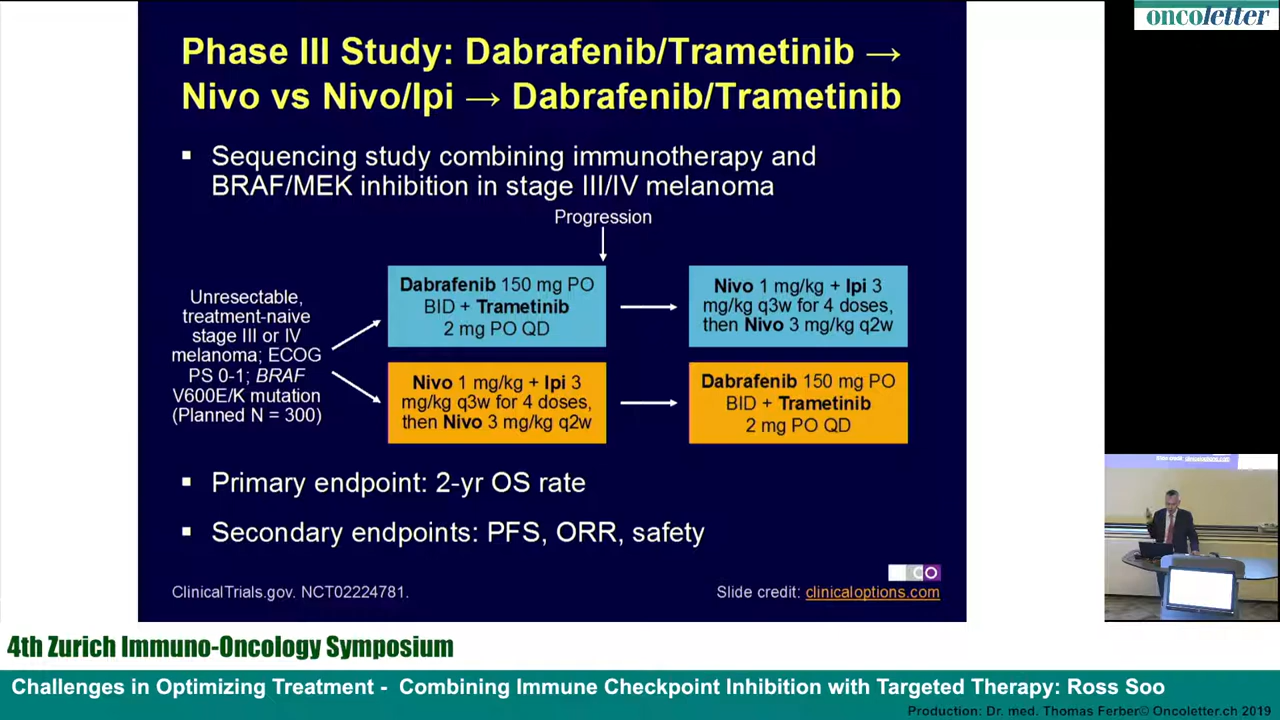 oncoletter
Phase III Study: Dabrafenib/Trametinib →
Nivo vs Nivo/Ipi → Dabrafenib/Trametinib
▪ Sequencing study combining immunotherapy and
BRAF/MEK inhibition in stage III/IV melanoma
Progression
Unresectable,
treatment-naive
stage III or IV
melanoma; ECOG
PS 0-1; BRAF
V600E/K mutation
(Planned N = 300)
Dabrafenib 150 mg PO
BID + Trametinib
2 mg PO QD
Nivo 1 mg/kg + Ipi 3
mg/kg q3w for 4 doses,
then Nivo 3 mg/kg q2w
Nivo 1 mg/kg + Ipi 3
mg/kg q3w for 4 doses,
then Nivo 3 mg/kg q2w
Dabrafenib 150 mg PO
BID + Trametinib
2 mg PO QD
▪ Primary endpoint: 2-yr OS rate
▪ Secondary endpoints: PFS, ORR, safety
CO
ClinicalTrials.gov. NCT02224781.
Slide credit: clinicaloptions.com
4th Zurich Immuno-Oncology Symposium
Challenges in Optimizing Treatment - Combining Immune Checkpoint Inhibition with Targeted Therapy: Ross Soo
Production: Dr. med. Thomas Ferber© Oncoletter.ch 2019